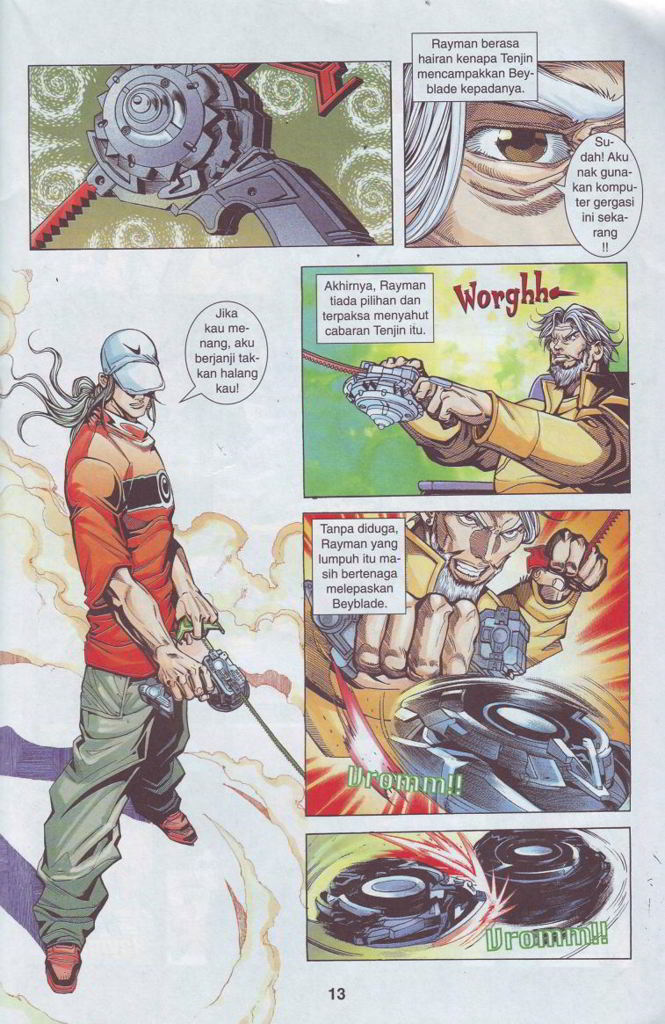 Rayman berasa
hairan kenapa Tenjin
mencampakkan Bey-
blade kepadanya.
Su-
dah! Aku
nak guna-
kan kompu-
ter gergasi
ini seka-
rang
!!
Jika
kau me-
nang, aku
berjanji tak-
kan halang
kau!
Akhirnya, Rayman
tiada pilihan dan
terpaksa menyahut
cabaran Tenjin itu.
Worghh
Tanpa diduga,
Rayman yang
lumpuh itu ma-
sih bertenaga
melepaskan
Beyblade.
Vromm!!
Vromm!!
13